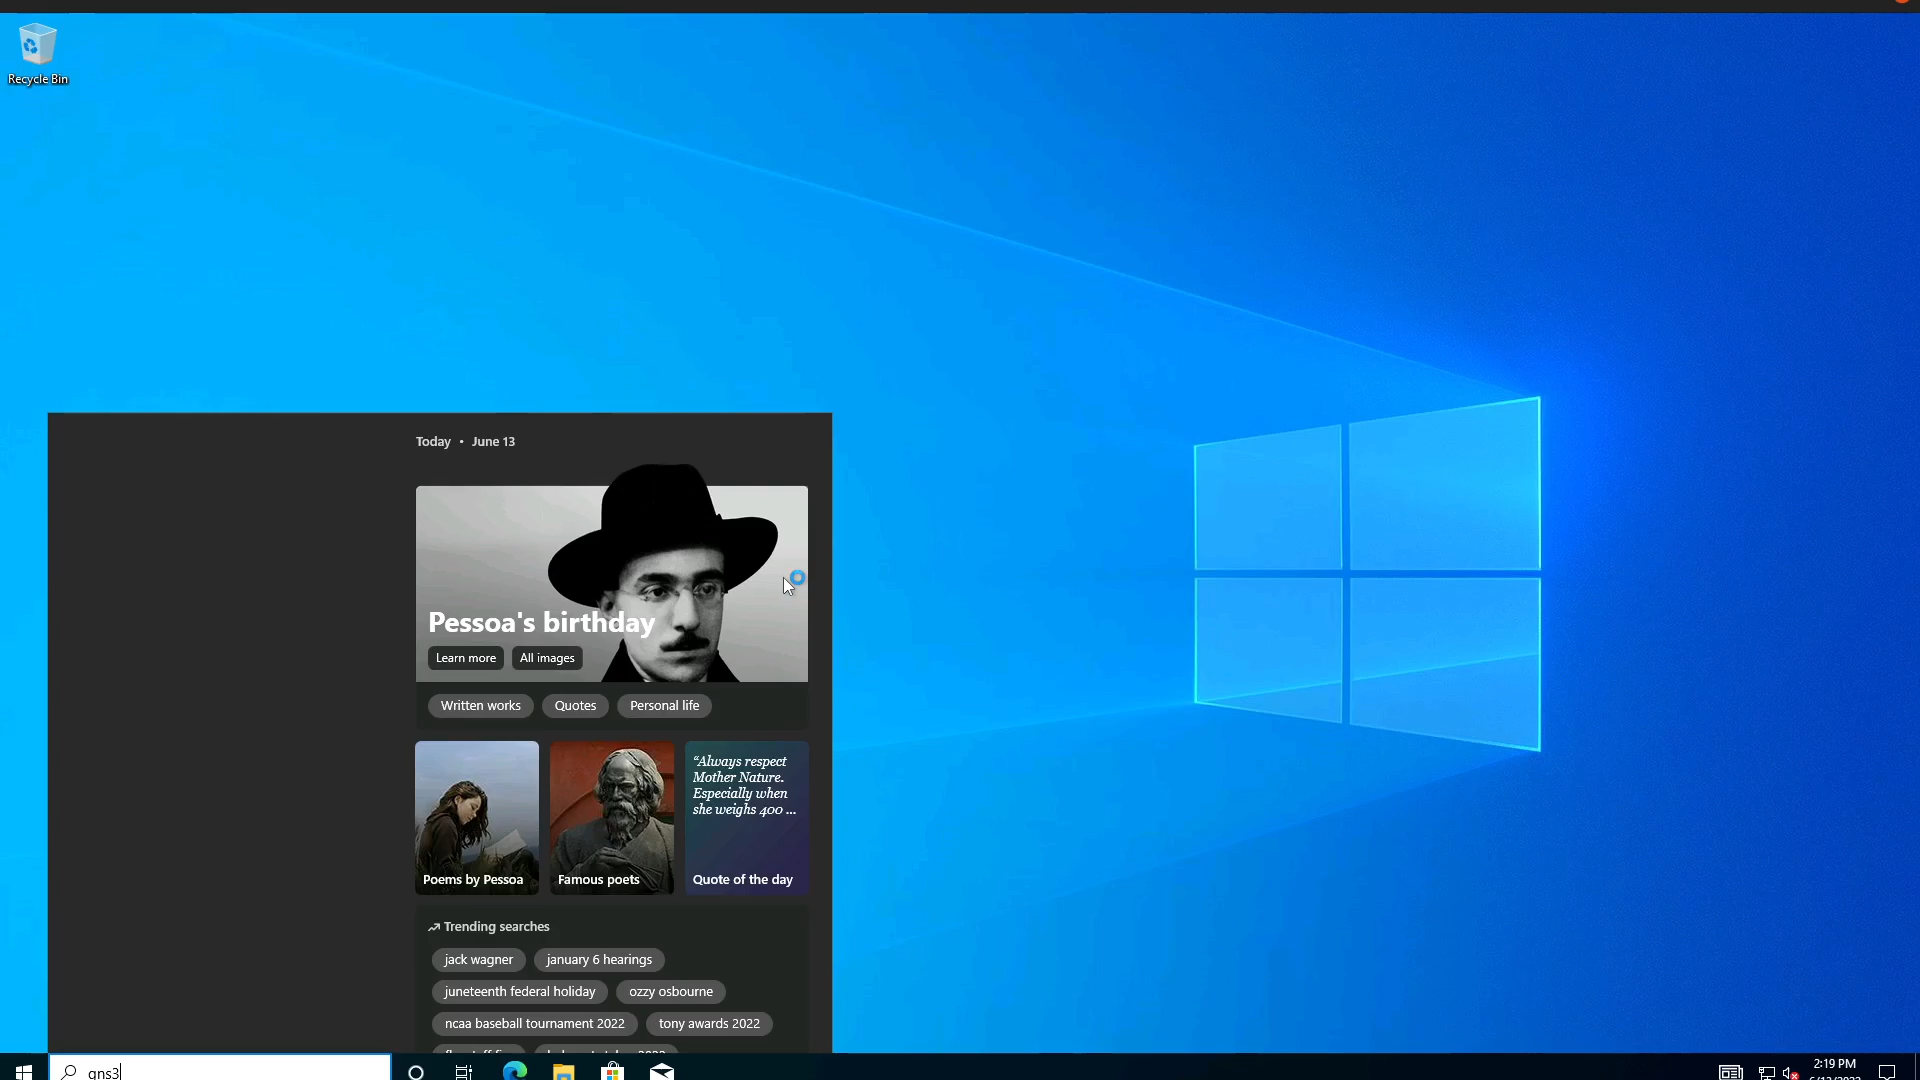 Recycle Bin
Today • June 13
Pessoa's birthday
Learn more
All images
Written works
Quotes
Personal life
“Always respect
Mother Nature.
Especially when
she weighs 400 ...
Poems by Pessoa
Famous poets
Quote of the day
Trending searches
jack wagner
january 6 hearings
juneteenth federal holiday
ozzy osbourne
ncaa baseball tournament 2022
tony awards 2022
gns3
2:19 PM